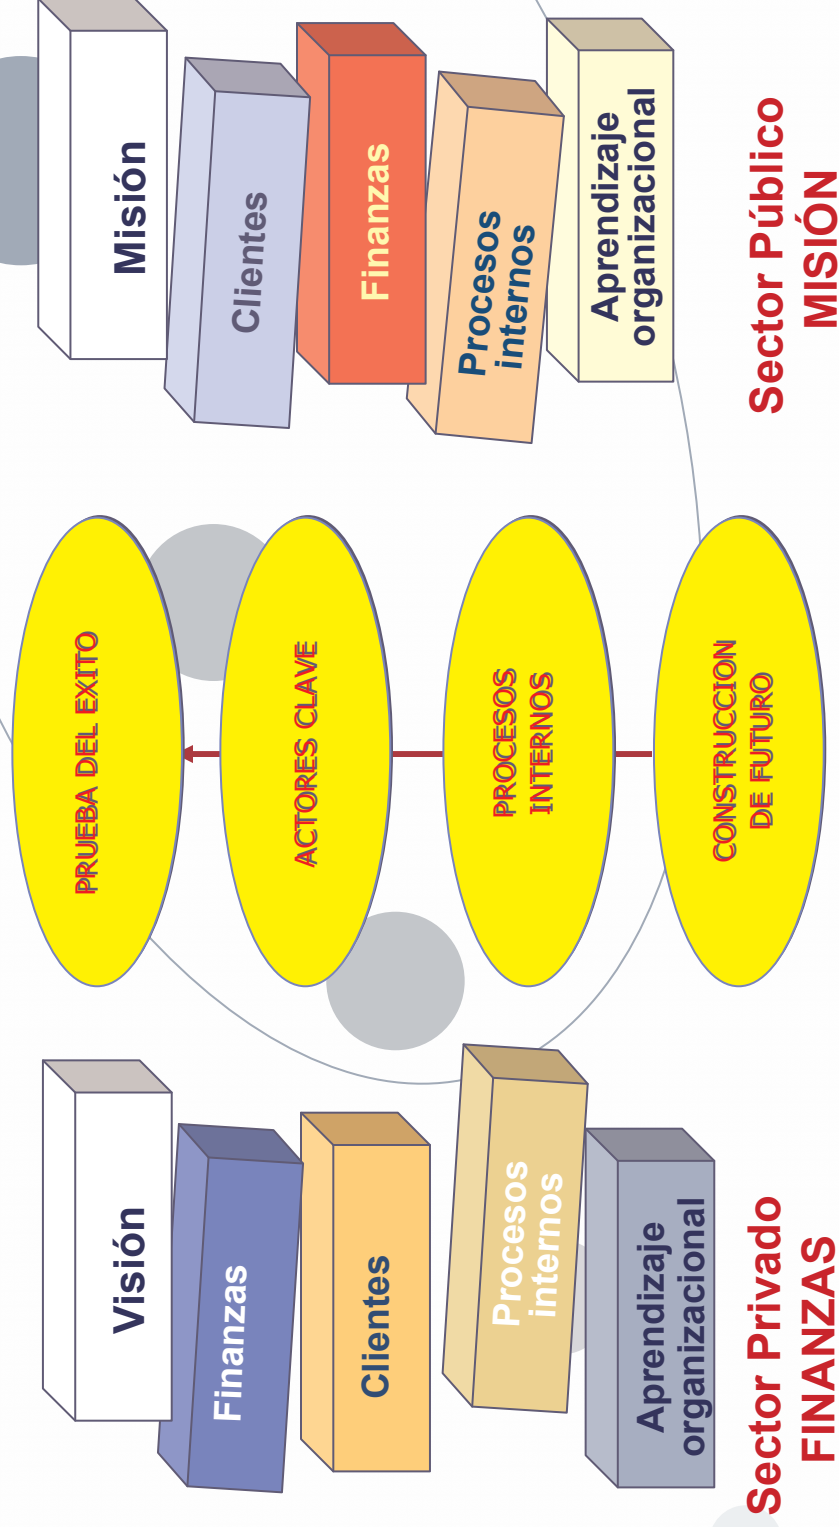 Visión
Finanzas
Clientes
Procesos
internos
Aprendizaje
organizacional
Sector Privado
FINANZAS
PRUEBA DEL EXITO
ACTORES CLAVE
PROCESOS
INTERNOS
CONSTRUCCION
DE FUTURO
Misión
Clientes
Finanzas
Procesos
internos
Aprendizaje
organizacional
Sector Público
MISIÓN